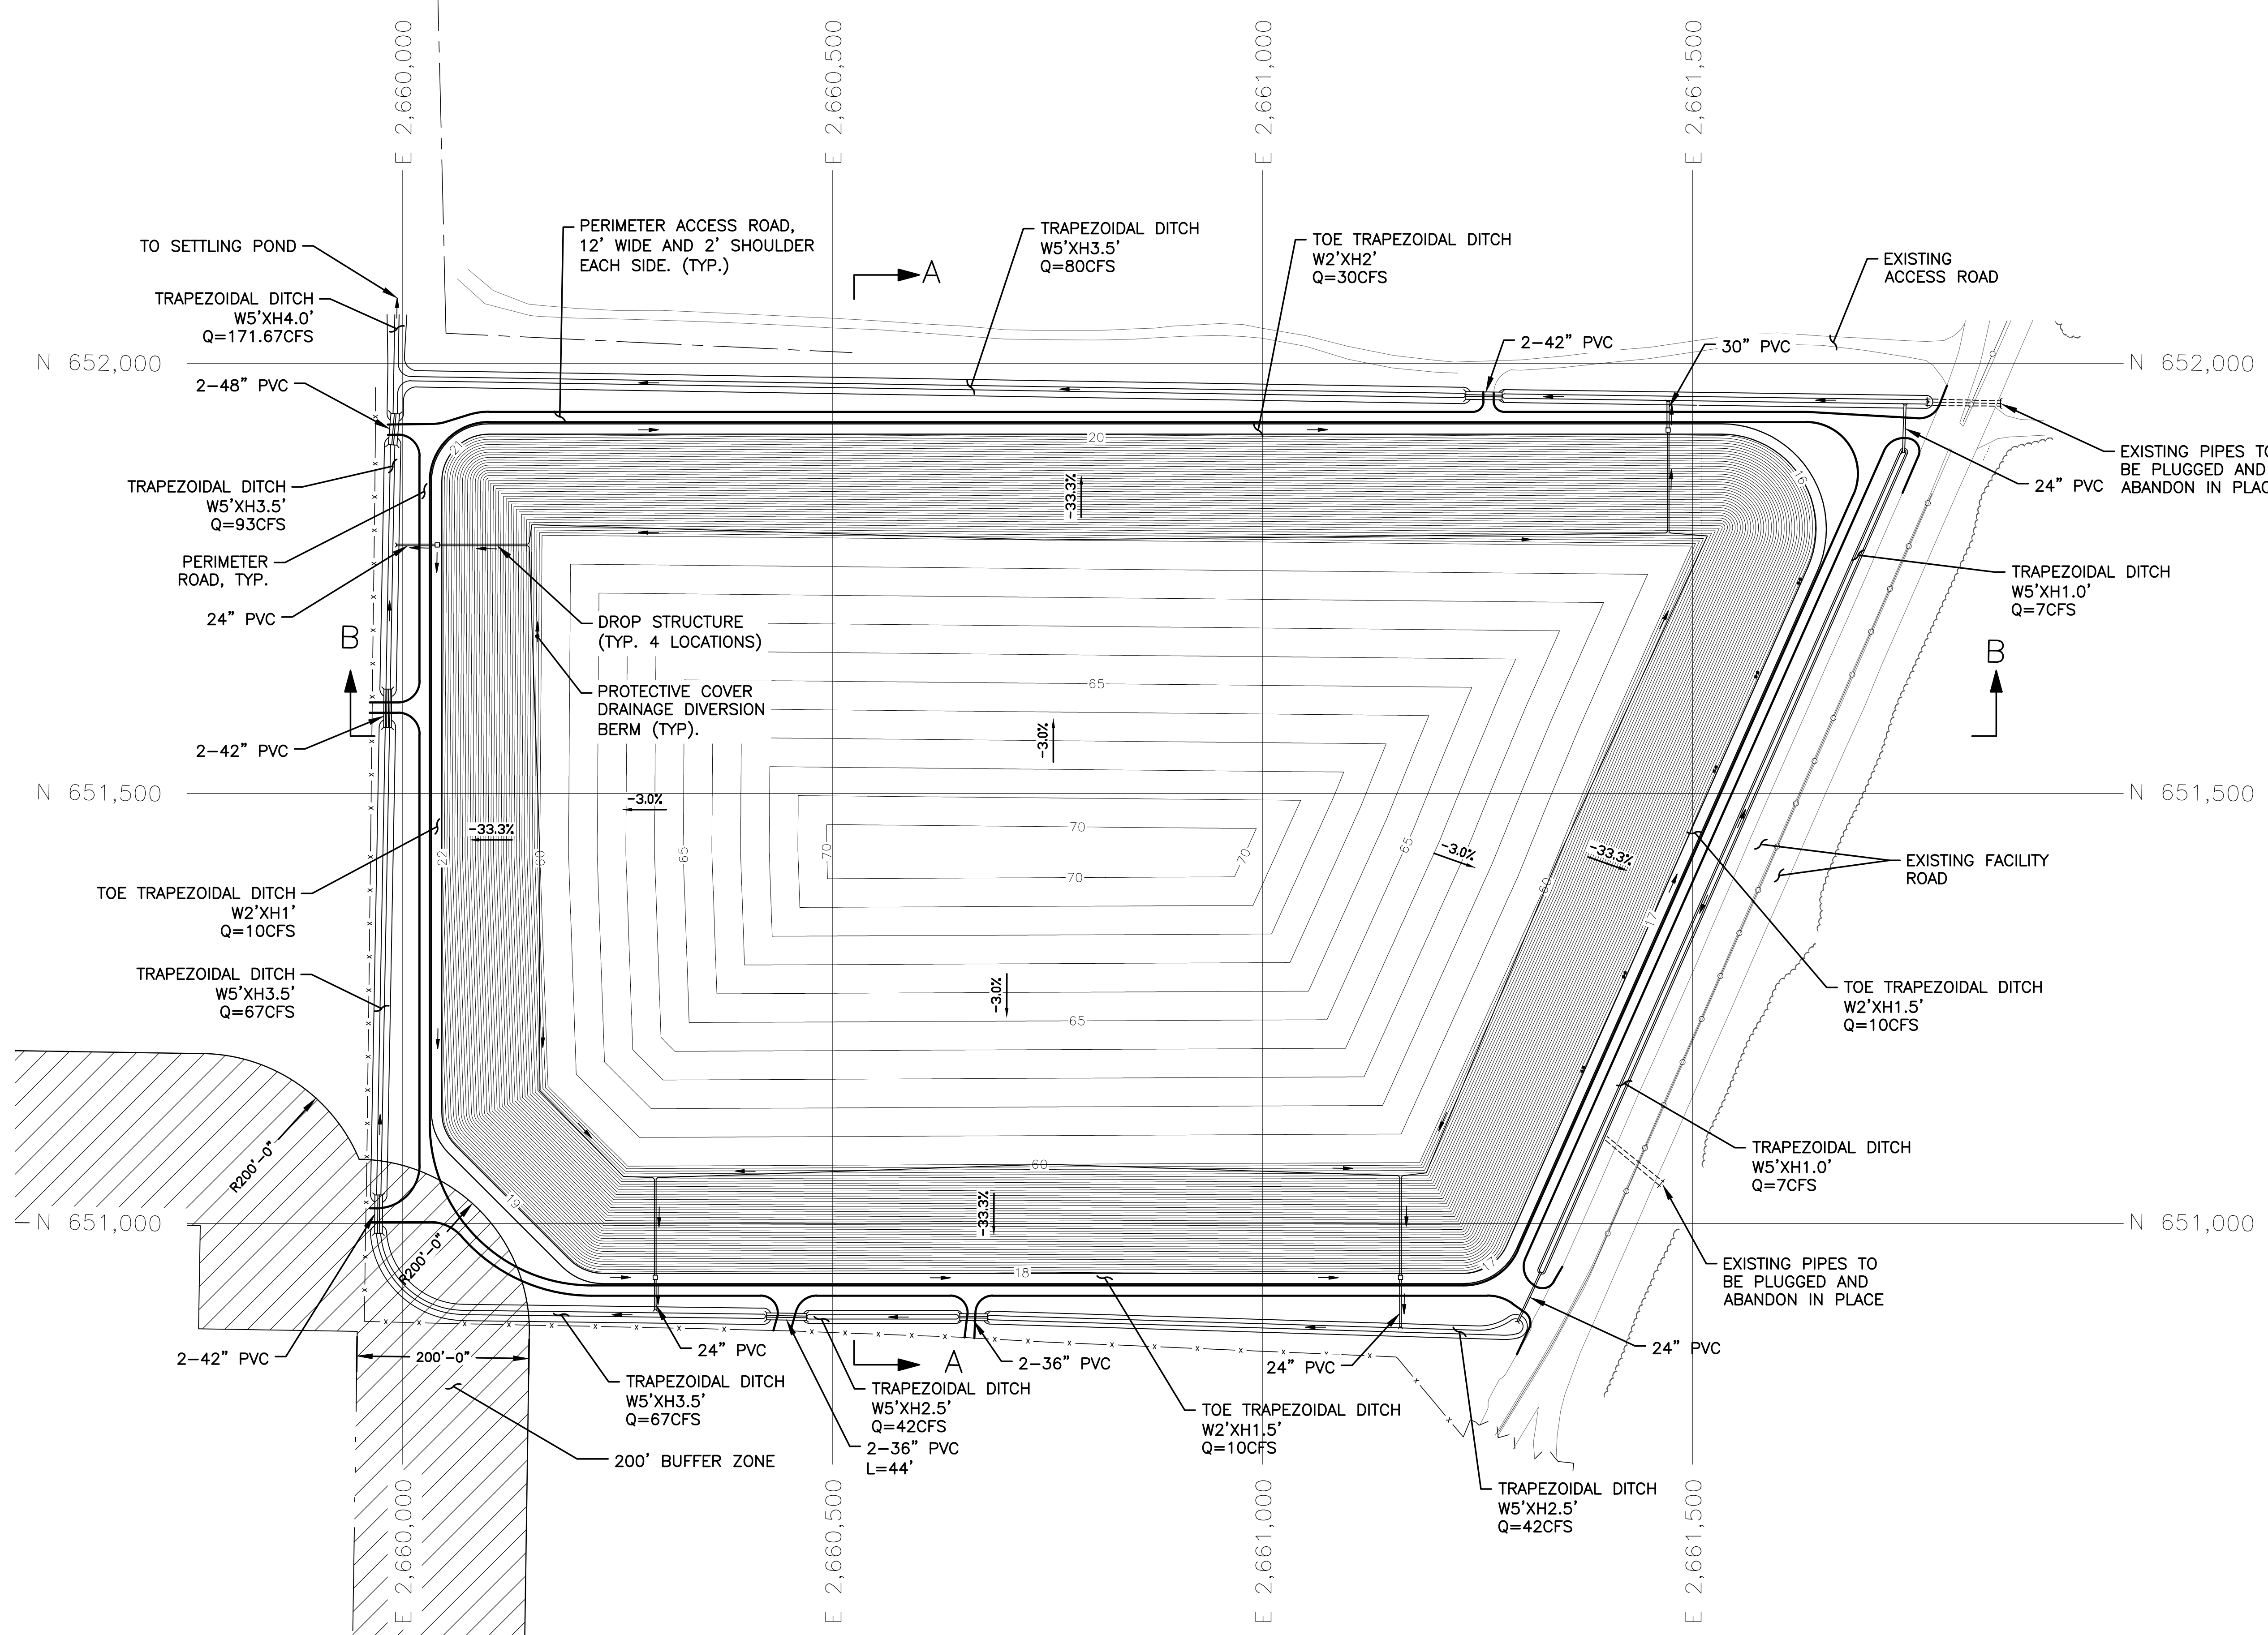 E 2,660,000
E 2,660,500
E 2,661,000
E 2,661,500
TO SETTLING POND
TRAPEZOIDAL DITCH
W5'XH4.0'
Q=171.67CFS
PERIMETER ACCESS ROAD,
12' WIDE AND 2' SHOULDER
EACH SIDE. (TYP.)
A
TRAPEZOIDAL DITCH
W5'XH3.5'
Q=80CFS
TOE TRAPEZOIDAL DITCH
W2'XH2'
Q=30CFS
EXISTING
ACCESS ROAD
N 652,000
2-42" PVC
30" PVC
N 652,000
2-48" PVC
21
20
16
EXISTING PIPES TO
BE PLUGGED AND
ABANDON IN PLAC
24" PVC
TRAPEZOIDAL DITCH
W5'XH3.5'
Q=93CFS
-33.3%
PERIMETER
ROAD, TYP.
24" PVC
TRAPEZOIDAL DITCH
W5'XH1.0'
Q=7CFS
B
DROP STRUCTURE
(TYP. 4 LOCATIONS)
B
PROTECTIVE COVER
DRAINAGE DIVERSION
BERM (TYP).
65
2-42" PVC
-3.0%
N 651,500
-3.0%
N 651,500
-33.3%
22
60
65
70
70
70
70
65
-3.0%
-33.3%
60
17
EXISTING FACILITY
ROAD
TOE TRAPEZOIDAL DITCH
W2'XH1'
Q=10CFS
TRAPEZOIDAL DITCH
W5'XH3.5'
Q=67CFS
-3.0%
65
TOE TRAPEZOIDAL DITCH
W2'XH1.5'
Q=10CFS
R200'-0"
TRAPEZOIDAL DITCH
W5'XH1.0'
Q=7CFS
60
19
-33.3%
N 651,000
N 651,000
R200'-0"
18
17
EXISTING PIPES TO
BE PLUGGED AND
ABANDON IN PLACE
2-42" PVC
200'-0"
24" PVC
A
2-36" PVC
24" PVC
24" PVC
TRAPEZOIDAL DITCH
W5'XH3.5'
Q=67CFS
TRAPEZOIDAL DITCH
W5'XH2.5'
Q=42CFS
2-36" PVC
L=44'
TOE TRAPEZOIDAL DITCH
W2'XH1.5'
Q=10CFS
200' BUFFER ZONE
TRAPEZOIDAL DITCH
W5'XH2.5'
Q=42CFS
E 2,660,000
E 2,660,500
E 2,661,000
E 2,661,500